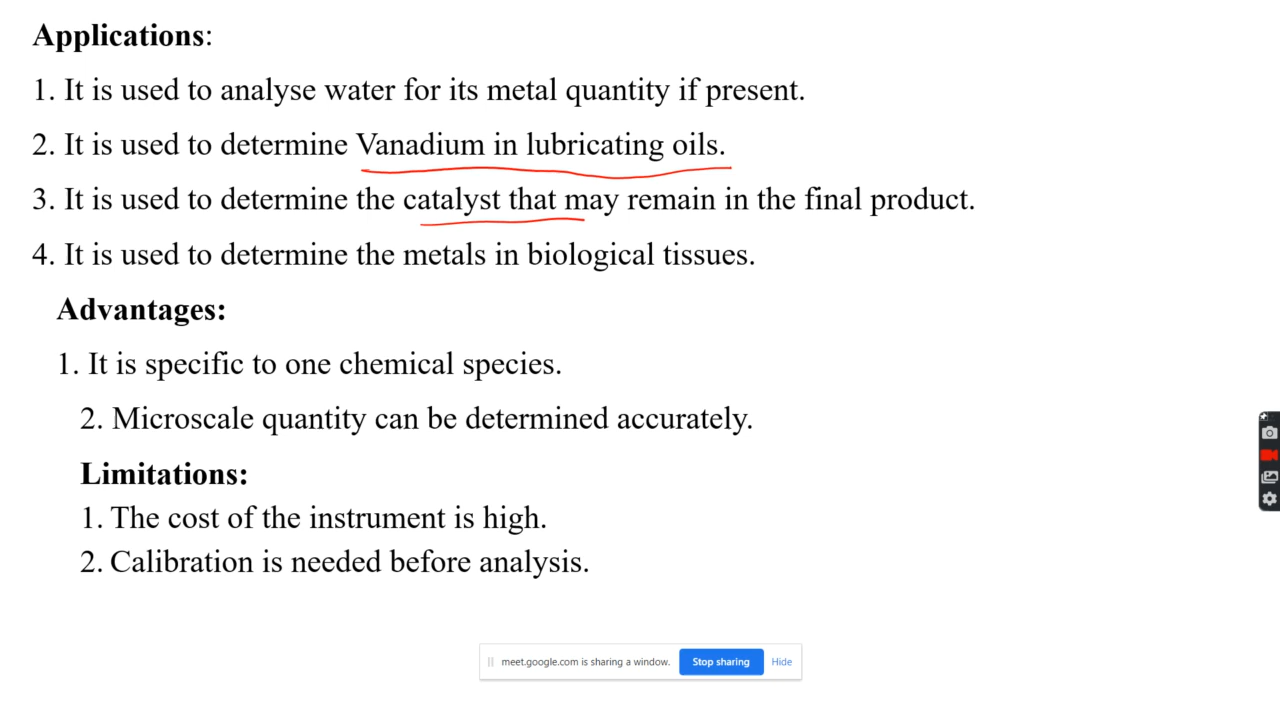 Applications:
1. It is used to analyse water for its metal quantity if present.
2. It is used to determine Vanadium in lubricating oils.
3. It is used to determine the catalyst that may remain in the final product.
4. It is used to determine the metals in biological tissues.
Advantages:
1. It is specific to one chemical species.
2. Microscale quantity can be determined accurately.
Limitations:
1. The cost of the instrument is high.
2. Calibration is needed before analysis.
meet.google.com is sharing a window. Stop sharing Hide